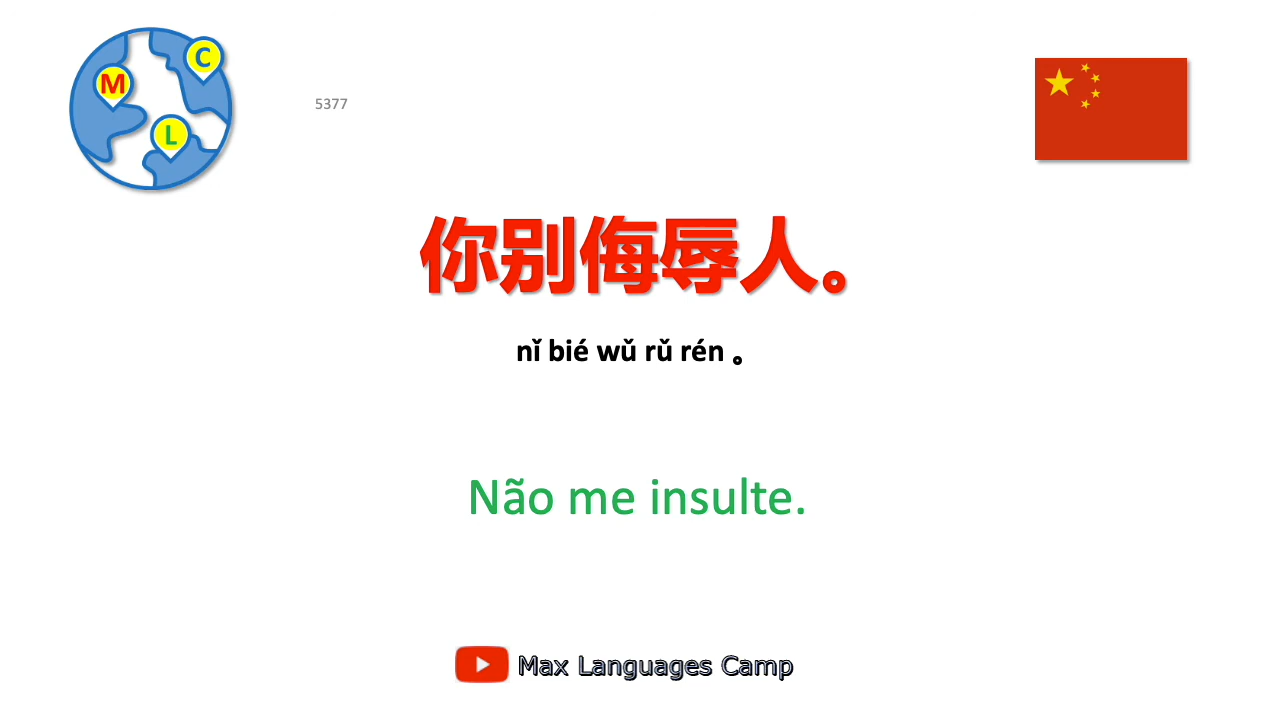 M
C
L
5377
你别侮辱人。
nǐ bié wǔ rǔ rén 。
Não me insulte.
Max Languages Camp